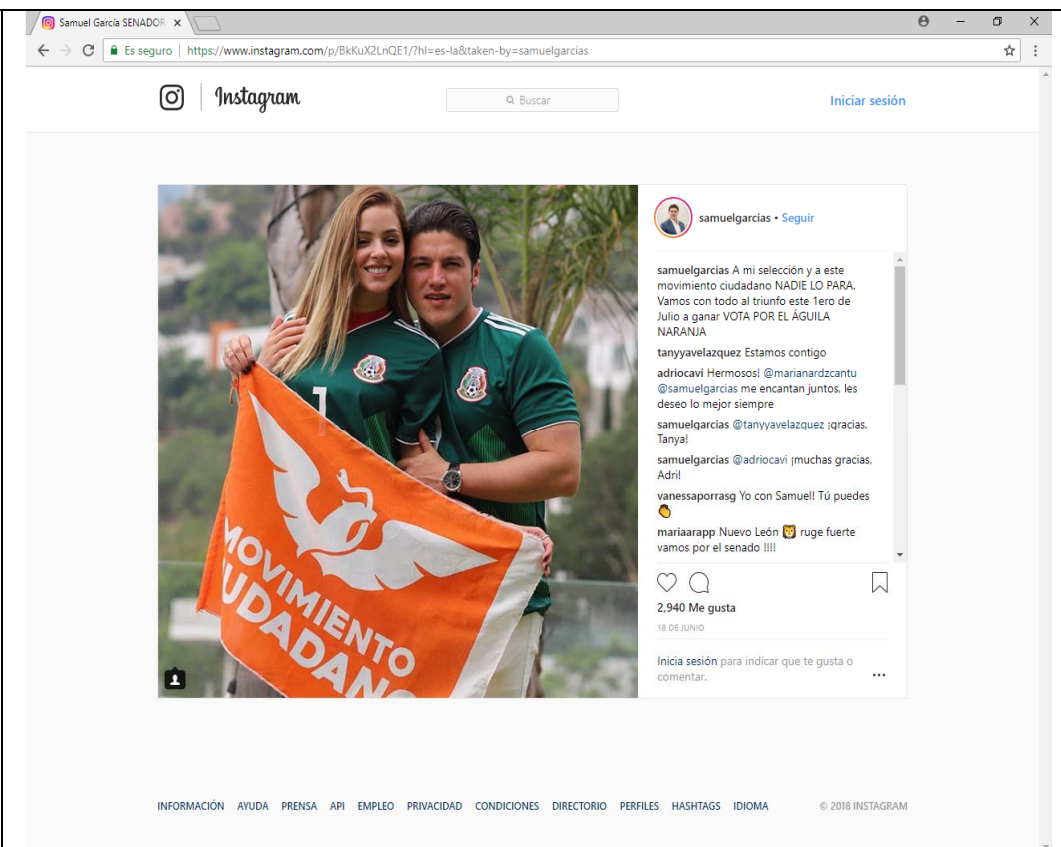 Samuel García SENADOR
Es seguro | https://www.instagram.com/p/BkKuX2LnQE1/?hl=es-la&taken-by=samuelgarcias
Instagram
Buscar
Iniciar sesión
1
MOVIMIENTO
CIUDADANO
samuelgarcias • Seguir
samuelgarcias A mi selección y a este
movimiento ciudadano NADIE LO PARA.
Vamos con todo al triunfo este 1ero de
Julio a ganar VOTA POR EL ÁGUILA
NARANJA
tanyyavelazquez Estamos contigo
adriocavi Hermosos! @marianardzcantu
@samuelgarcias me encantan juntos, les
deseo lo mejor siempre
samuelgarcias @tanyyavelazquez ¡gracias,
Tanya!
samuelgarcias @adriocavi ¡muchas gracias,
Adri!
vanessaporrasg Yo con Samuel! Tú puedes
👏
mariaarapp Nuevo León 🦁 ruge fuerte
vamos por el senado !!!!
2,940 Me gusta
18 DE JUNIO
Inicia sesión para indicar que te gusta o
comentar.
INFORMACIÓN AYUDA PRENSA API EMPLEO PRIVACIDAD CONDICIONES DIRECTORIO PERFILES HASHTAGS IDIOMA © 2018 INSTAGRAM